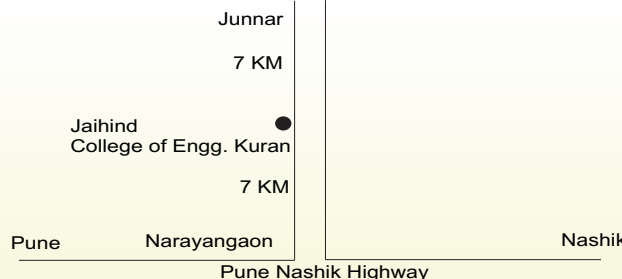 Junnar
7 KM
Jaihind
College of Engg. Kuran
7 KM
Pune
Narayangaon
Nashik
Pune Nashik Highway